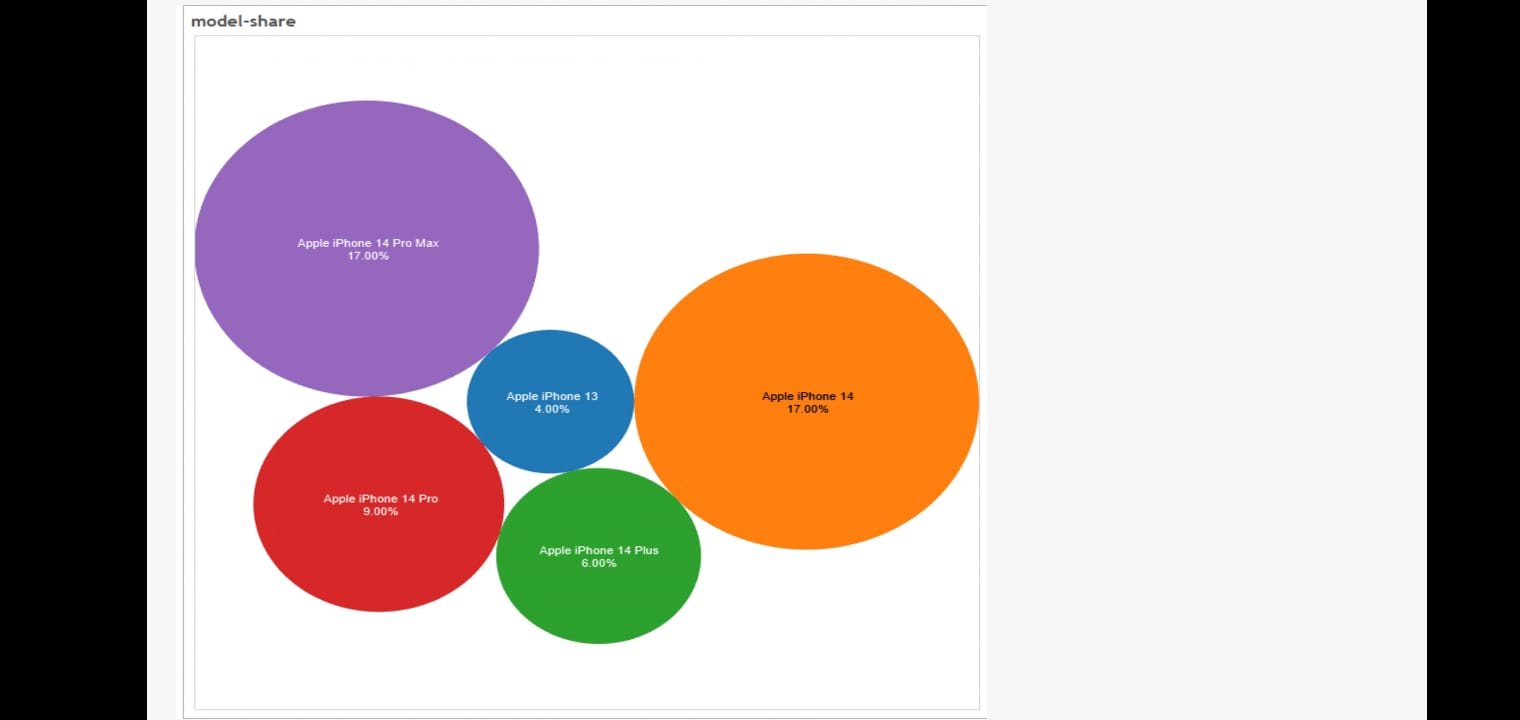 model-share
Apple iPhone 14 Pro Max
17.00%
Apple iPhone 13
4.00%
Apple iPhone 14
17.00%
Apple iPhone 14 Pro
9.00%
Apple iPhone 14 Plus
6.00%